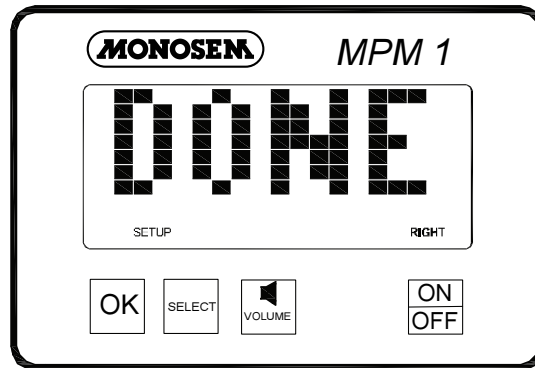 MONOSEM MPM 1
DONE
SETUP RIGHT
OK SELECT VOLUME ON
OFF